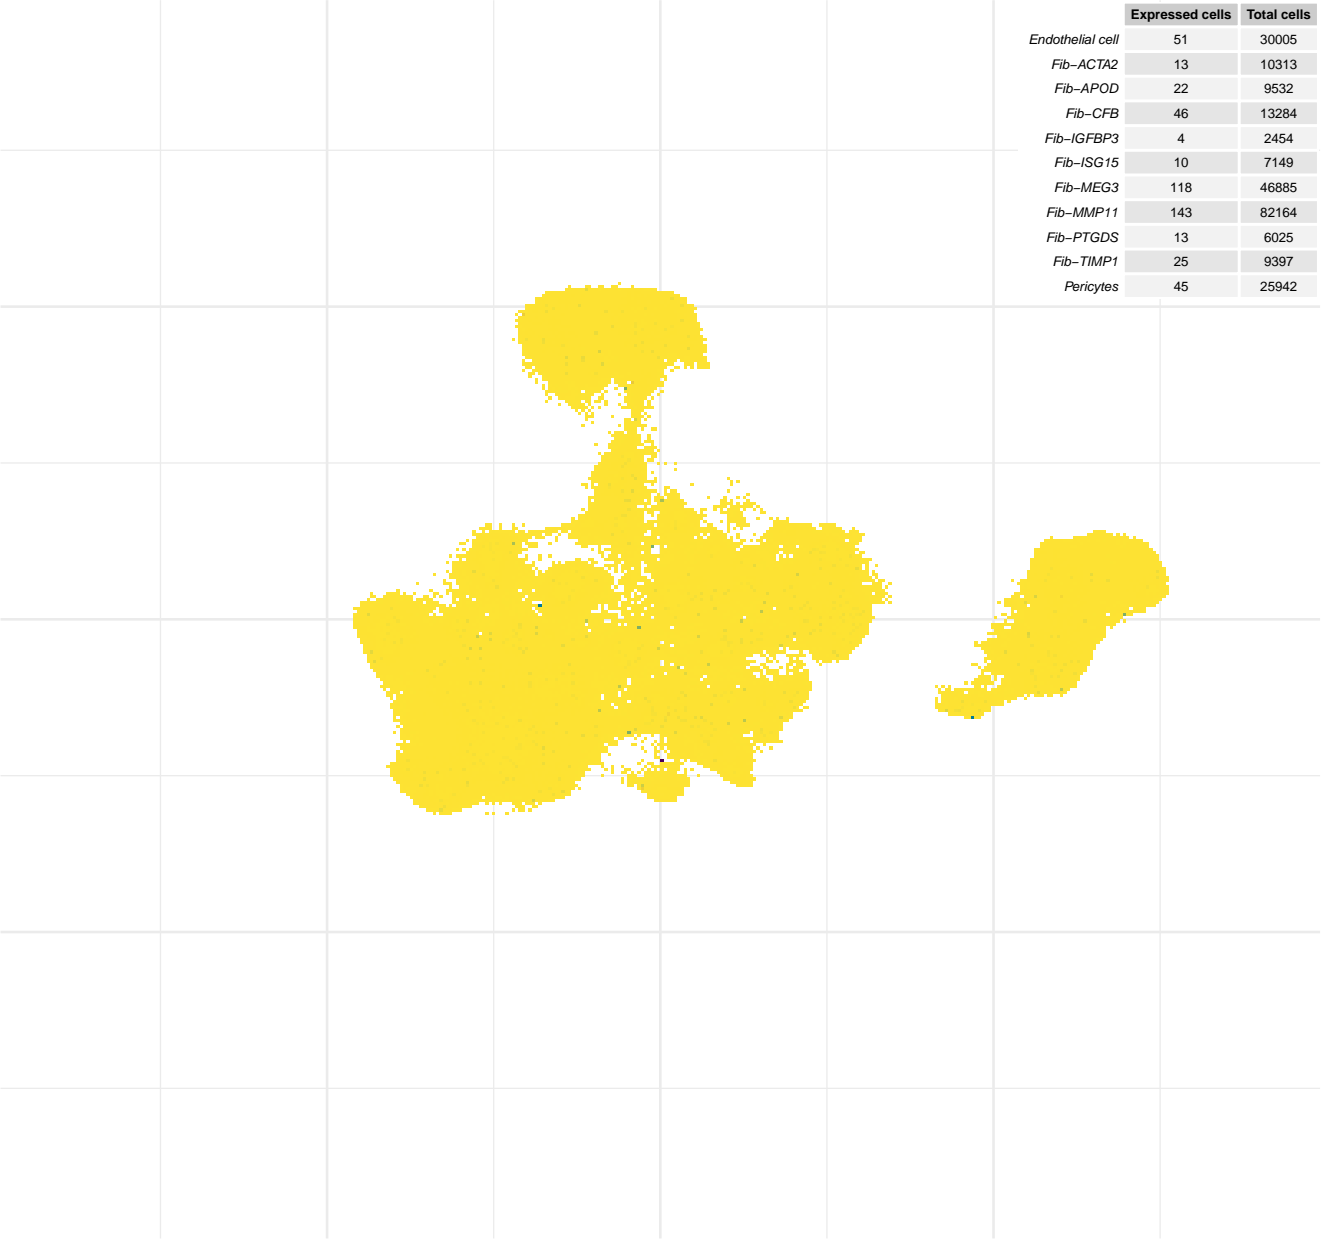 Expressed cells Total cells
Endothelial cell 51 30005
Fib−ACTA2 13 10313
Fib−APOD 22 9532
Fib−CFB 46 13284
Fib−IGFBP3 4 2454
Fib−ISG15 10 7149
Fib−MEG3 118 46885
Fib−MMP11 143 82164
Fib−PTGDS 13 6025
Fib−TIMP1 25 9397
Pericytes 45 25942